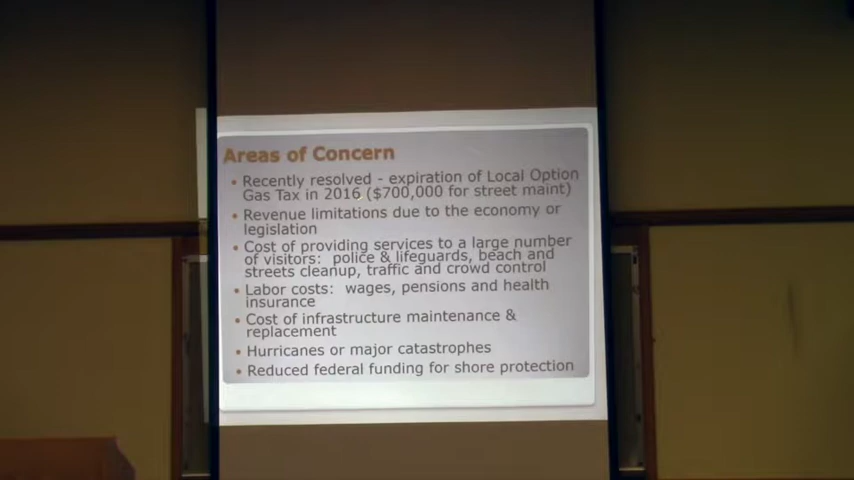 Areas of Concern
• Recently resolved - expiration of Local Option
Gas Tax in 2016 ($700,000 for street maint)
• Revenue limitations due to the economy or
legislation
• Cost of providing services to a large number
of visitors: police & lifeguards, beach and
streets cleanup, traffic and crowd control
• Labor costs: wages, pensions and health
insurance
• Cost of infrastructure maintenance &
replacement
• Hurricanes or major catastrophes
• Reduced federal funding for shore protection